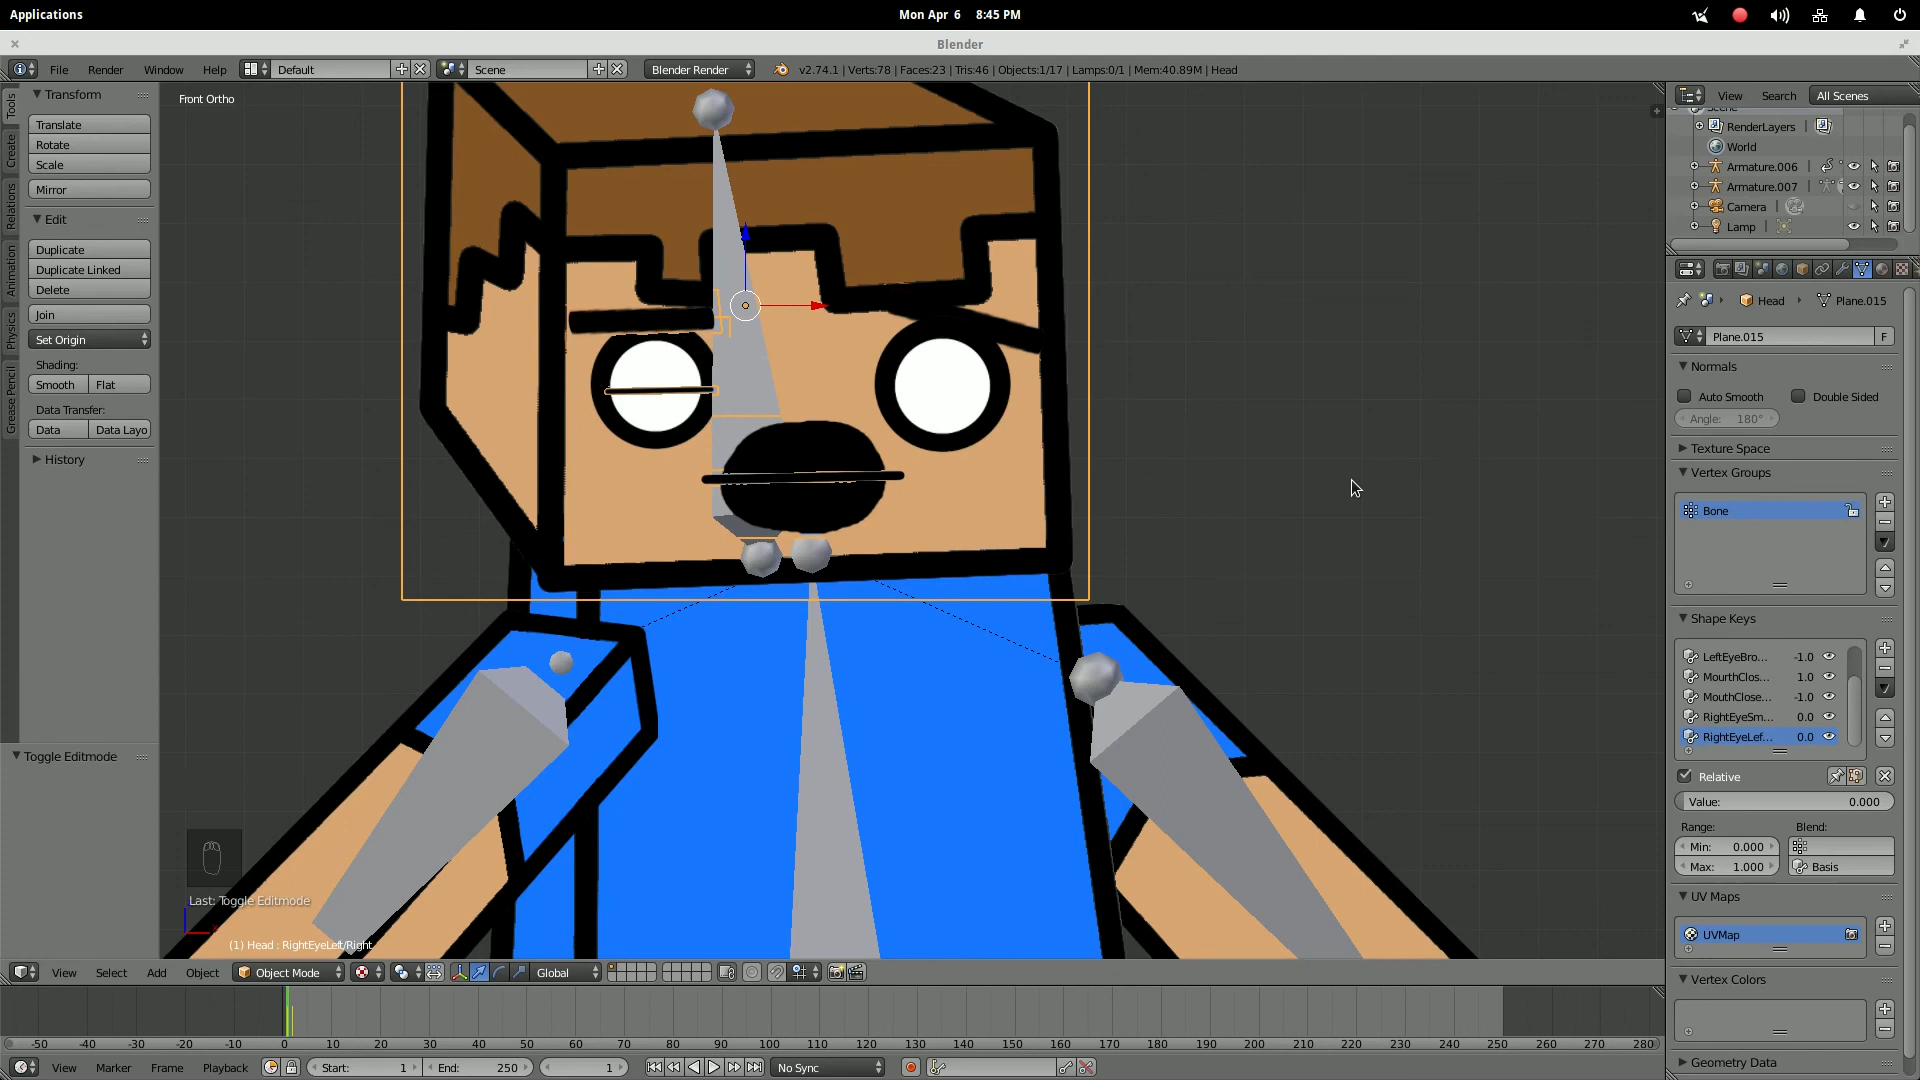 Applications
Mon Apr 6 8:45 PM
Blender
File Render Window Help Default Scene Blender Render v2.74.1 | Verts:78 | Faces:23 | Tris:46 | Objects:1/17 | Lamps:0/1 | Mem:40.89M | Head
Tools
Create
Relations
Animation
Physics
Grease Pencil
Transform
Translate
Rotate
Scale
Mirror
Edit
Duplicate
Duplicate Linked
Delete
Join
Set Origin
Shading:
Smooth Flat
Data Transfer:
Data Data Layo
History
Toggle Editmode
Front Ortho
Last: Toggle Editmode
(1) Head : RightEyeLeft/Right
View Select Add Object Object Mode Global
-50 -40 -30 -20 -10 0 10 20 30 40 50 60 70 80 90 100 110 120 130 140 150 160 170 180 190 200 210 220 230 240 250 260 270 280
View Marker Frame Playback Start: 1 End: 250 1 No Sync
View Search All Scenes
Scene
RenderLayers |
World
Armature.006 |
Armature.007 |
Camera |
Lamp |
Head Plane.015
Plane.015 F
Normals
Auto Smooth Double Sided
Angle: 180°
Texture Space
Vertex Groups
Bone
Shape Keys
LeftEyeBro... -1.0
MourthClos... 1.0
MouthClose... -1.0
RightEyeSm... 0.0
RightEyeLef... 0.0
Relative
Value: 0.000
Range: Blend:
Min: 0.000
Max: 1.000 Basis
UV Maps
UVMap
Vertex Colors
Geometry Data